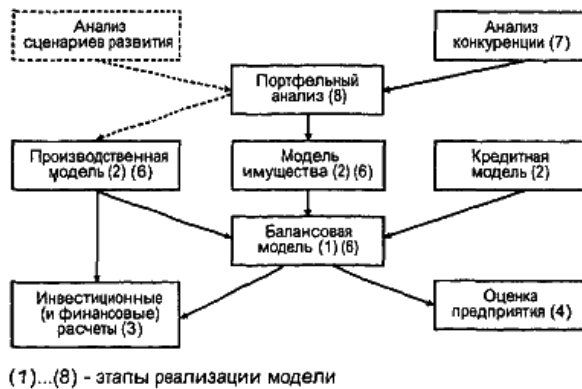 Анализ
сценариев развития
Анализ
конкуренции (7)
Портфельный
анализ (8)
Производственная
модель (2) (6)
Модель
имущества (2) (6)
Кредитная
модель (2)
Балансовая
модель (1) (6)
Инвестиционные
(и финансовые)
расчеты (3)
Оценка
предприятия (4)
(1)...(8) - этапы реализации модели